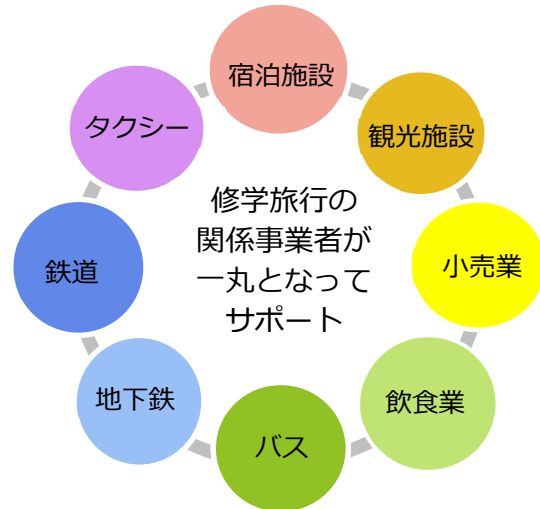 宿泊施設
観光施設
小売業
飲食業
バス
地下鉄
鉄道
タクシー
修学旅行の
関係事業者が
一丸となって
サポート